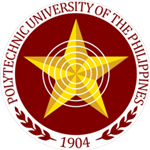 POLYTECHNIC UNIVERSITY OF THE PHILIPPINES
1904